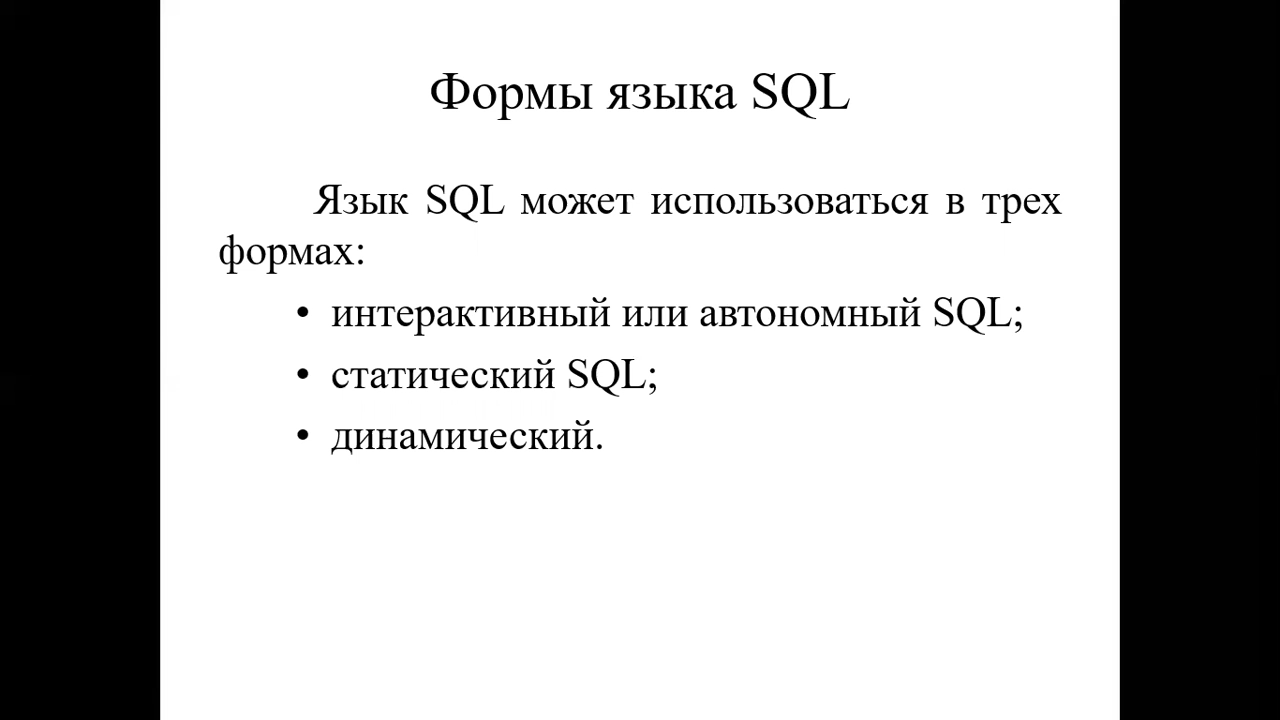 Формы языка SQL
Язык SQL может использоваться в трех
формах:
• интерактивный или автономный SQL;
• статический SQL;
• динамический.